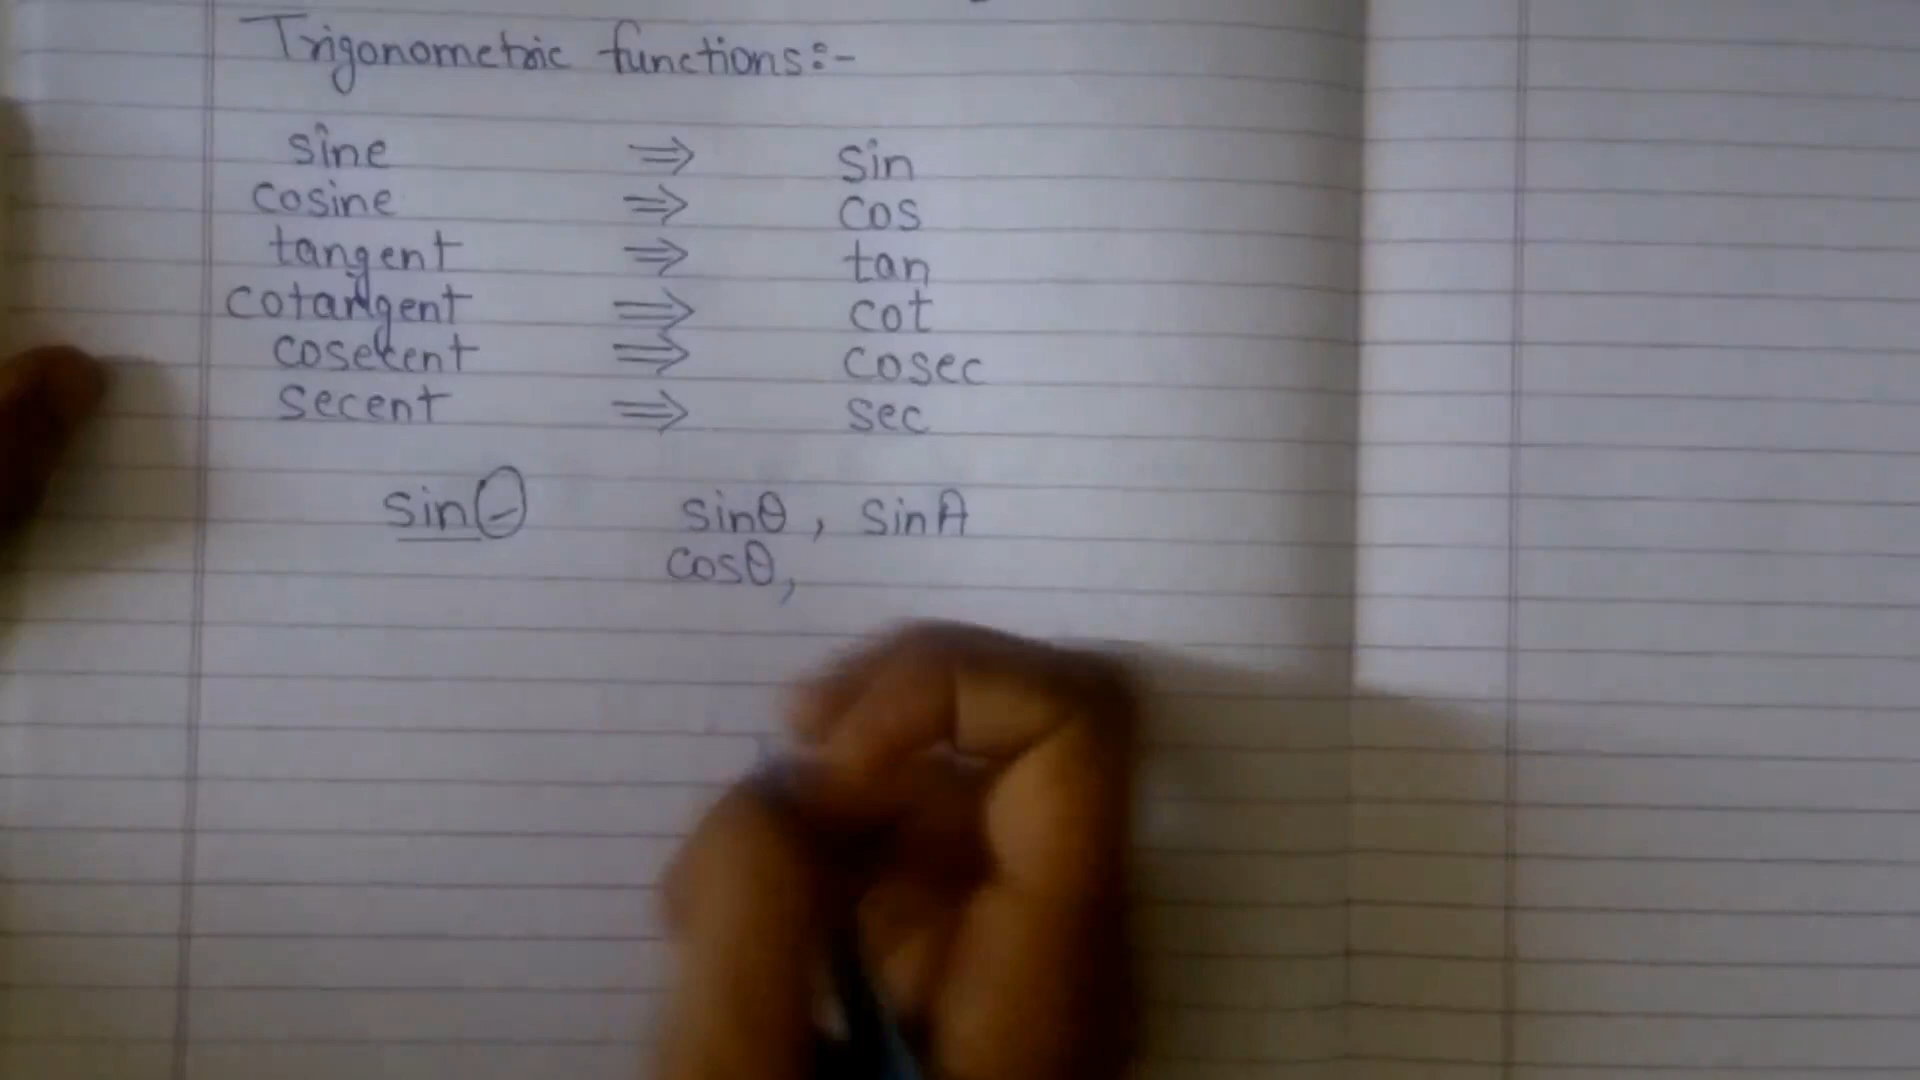 Trigonometric functions:-
sine ⇒ sin
cosine ⇒ cos
tangent ⇒ tan
cotangent ⇒ cot
cosecent ⇒ cosec
secent ⇒ sec
sinθ sinθ, sinA
cosθ,